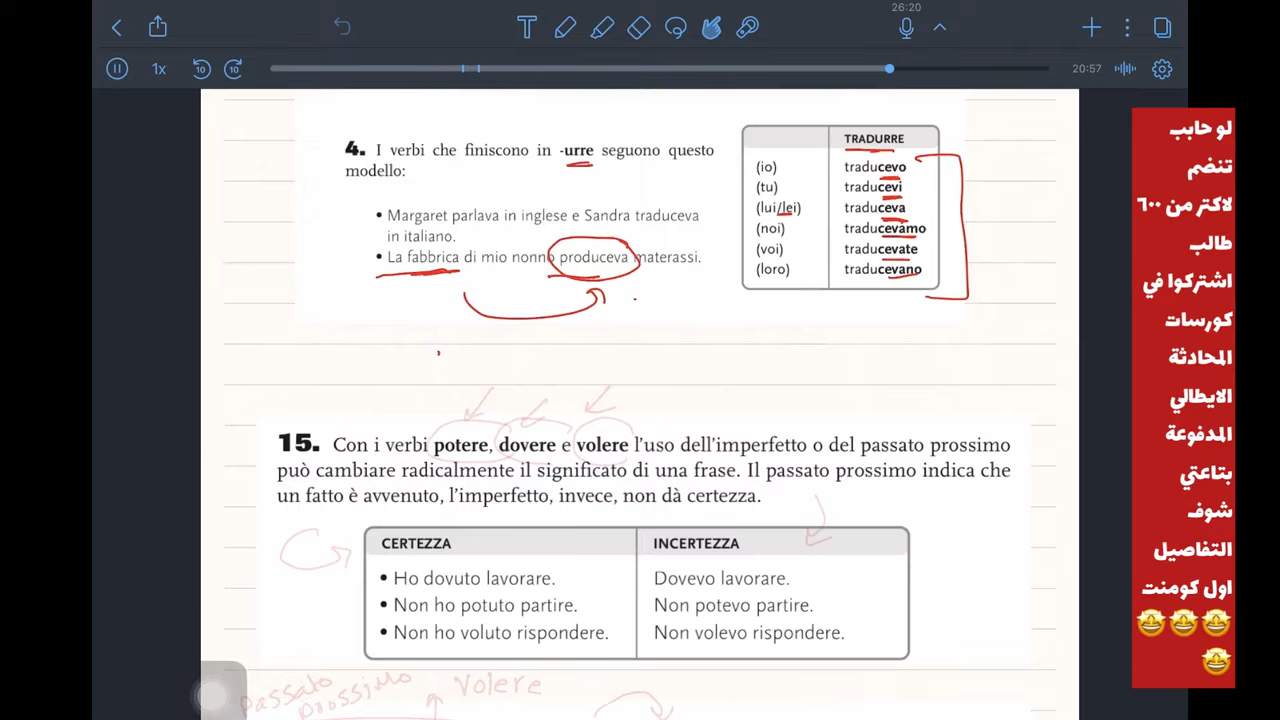 26:20
1x
10
10
20:57
4. I verbi che finiscono in -urre seguono questo
modello:
• Margaret parlava in inglese e Sandra traduceva
in italiano.
• La fabbrica di mio nonno produceva materassi.
TRADURRE
(io) traducevo
(tu) traducevi
(lui/lei) traduceva
(noi) traducevamo
(voi) traducevate
(loro) traducevano
15. Con i verbi potere, dovere e volere l'uso dell'imperfetto o del passato prossimo
può cambiare radicalmente il significato di una frase. Il passato prossimo indica che
un fatto è avvenuto, l'imperfetto, invece, non dà certezza.
CERTEZZA INCERTEZZA
• Ho dovuto lavorare. Dovevo lavorare.
• Non ho potuto partire. Non potevo partire.
• Non ho voluto rispondere. Non volevo rispondere.
passato
prossimo
volere
لو حابب
تنضم
لاكتر من ٦٠٠
طالب
اشتركوا في
كورسات
المحادثة
الايطالي
المدفوعة
بتاعتي
شوف
التفاصيل
اول كومنت